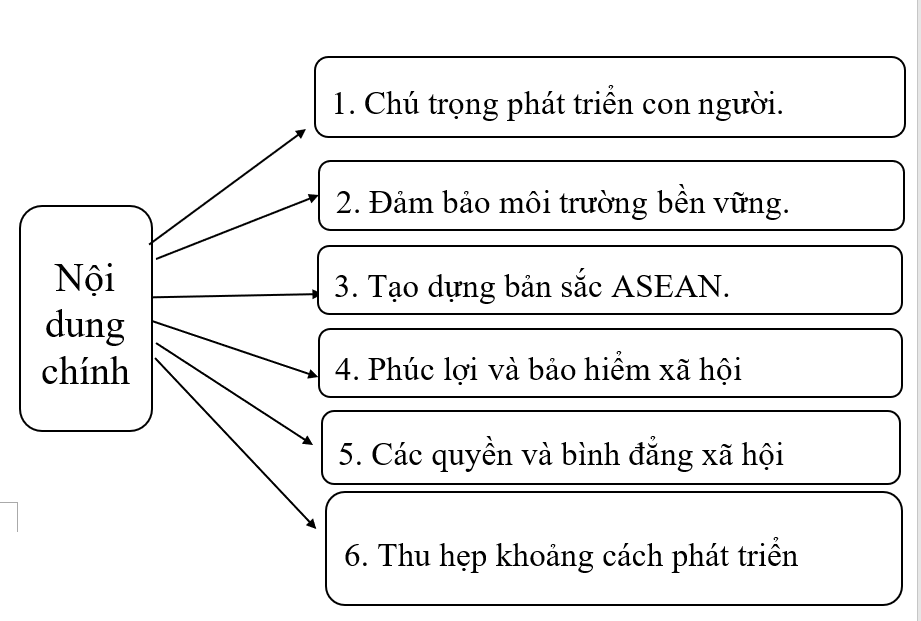 Nội
dung
chính
1. Chú trọng phát triển con người.
2. Đảm bảo môi trường bền vững.
3. Tạo dựng bản sắc ASEAN.
4. Phúc lợi và bảo hiểm xã hội
5. Các quyền và bình đẳng xã hội
6. Thu hẹp khoảng cách phát triển